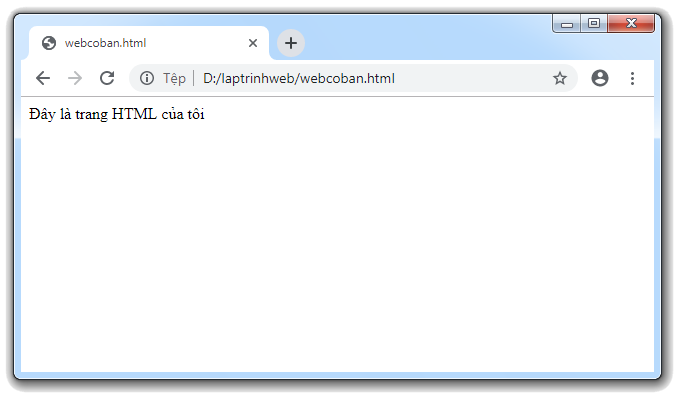 webcoban.html
Tệp
D:/laptrinhweb/webcoban.html
Đây là trang HTML của tôi